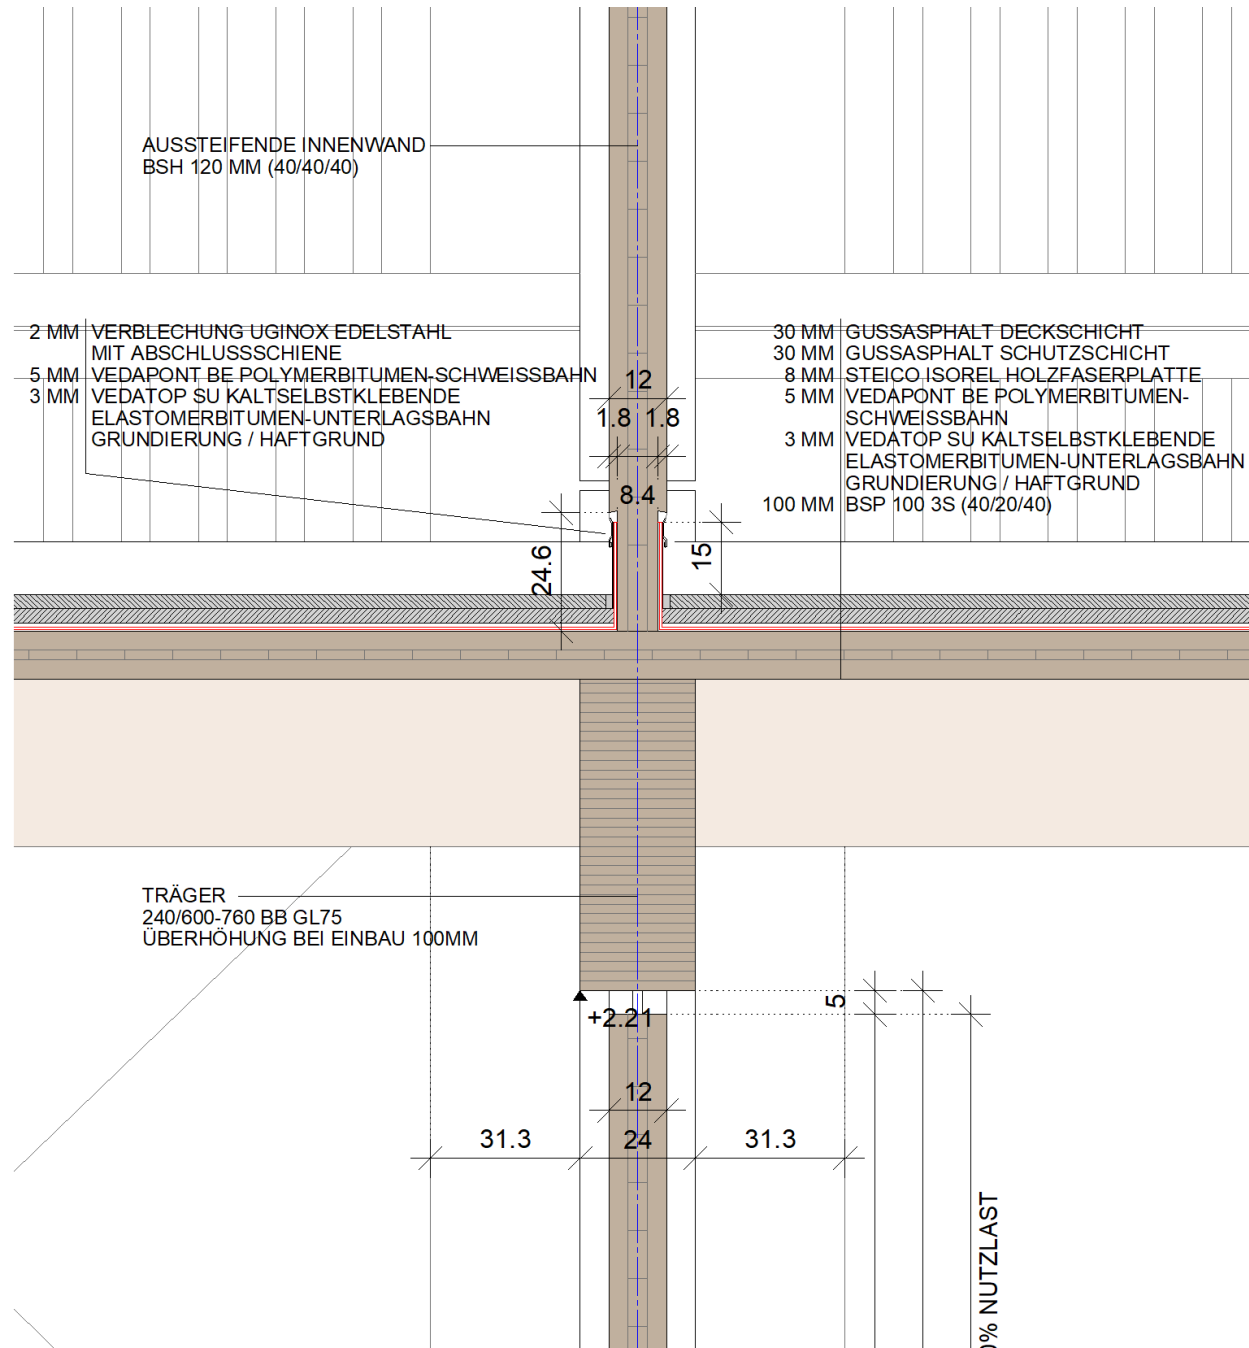 AUSSTEIFENDE INNENWAND
BSH 120 MM (40/40/40)
2 MM VERBLECHUNG UGINOX EDELSTAHL
MIT ABSCHLUSSSCHIENE
5 MM VEDAPONT BE POLYMERBITUMEN-SCHWEISSBAHN
3 MM VEDATOP SU KALTSELBSTKLEBENDE
ELASTOMERBITUMEN-UNTERLAGSBAHN
GRUNDIERUNG / HAFTGRUND
30 MM GUSSASPHALT DECKSCHICHT
30 MM GUSSASPHALT SCHUTZSCHICHT
8 MM STEICO ISOREL HOLZFASERPLATTE
5 MM VEDAPONT BE POLYMERBITUMEN-
SCHWEISSBAHN
3 MM VEDATOP SU KALTSELBSTKLEBENDE
ELASTOMERBITUMEN-UNTERLAGSBAHN
GRUNDIERUNG / HAFTGRUND
100 MM BSP 100 3S (40/20/40)
12
1.8 1.8
8.4
24.6
15
TRÄGER
240/600-760 BB GL75
ÜBERHÖHUNG BEI EINBAU 100MM
+2.21
5
12
31.3 24 31.3
0% NUTZLAST